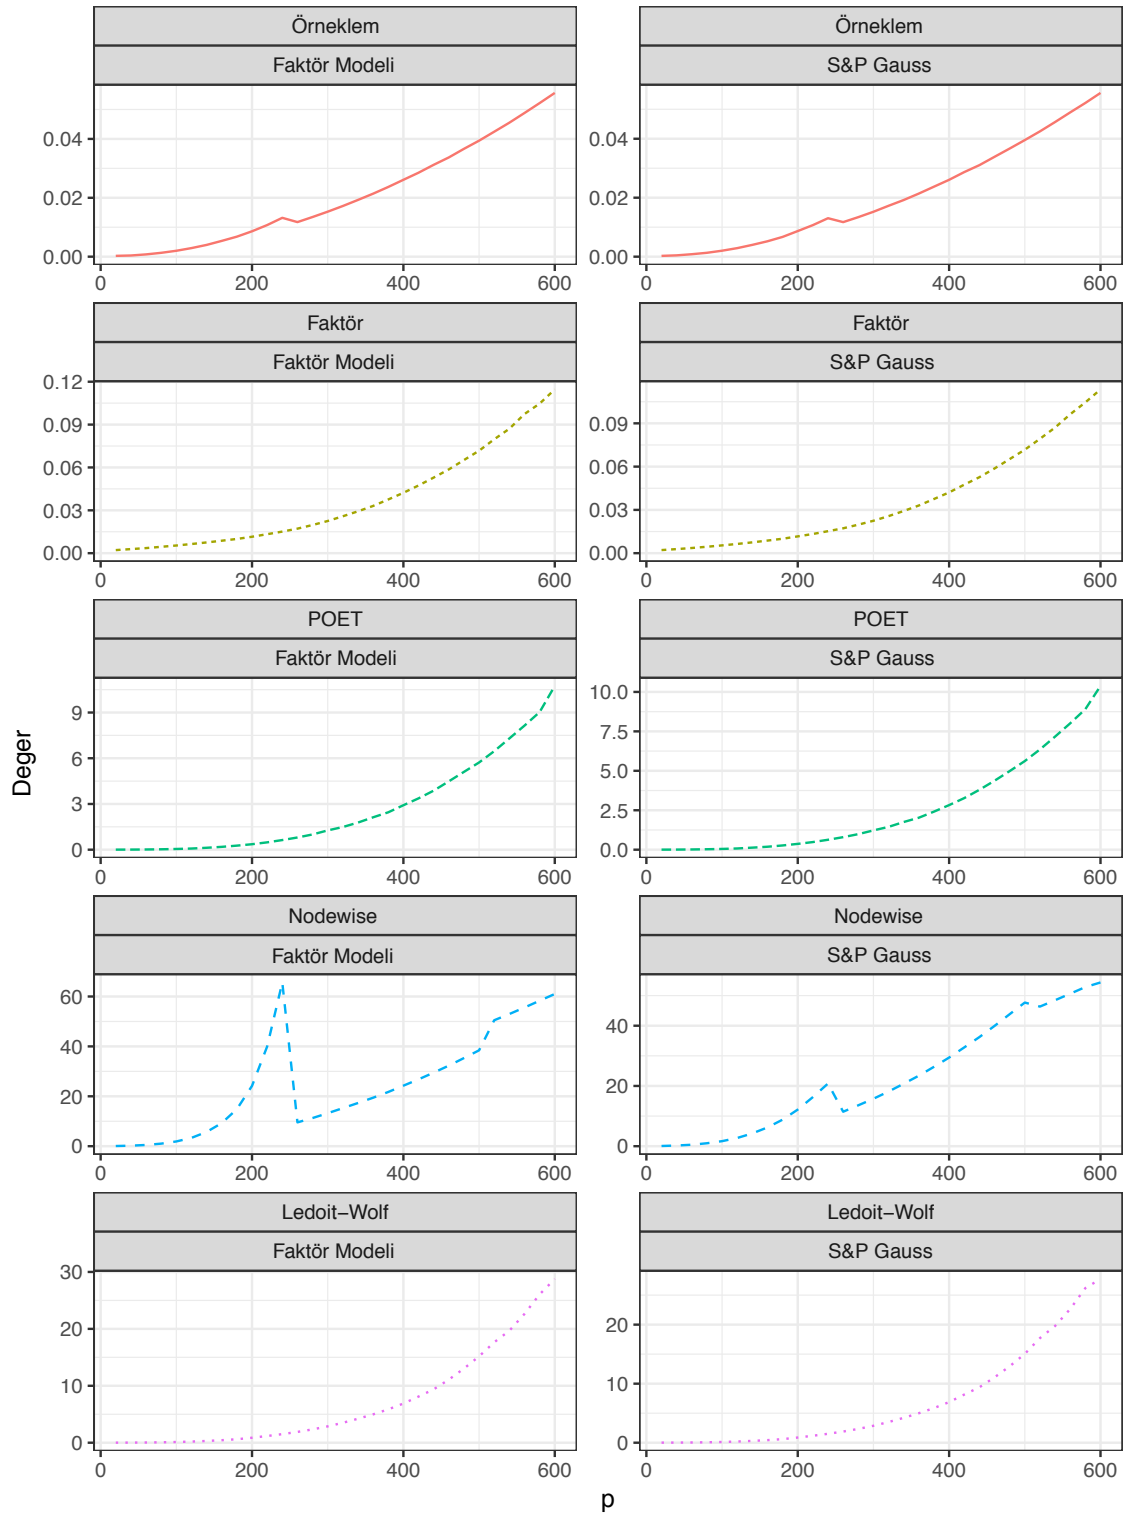 Örneklem
Faktör Modeli
0.04
0.02
0.00
0 200 400 600
Örneklem
S&P Gauss
0.04
0.02
0.00
0 200 400 600
Faktör
Faktör Modeli
0.12
0.09
0.06
0.03
0.00
0 200 400 600
Faktör
S&P Gauss
0.09
0.06
0.03
0.00
0 200 400 600
POET
Faktör Modeli
9
6
3
0
0 200 400 600
POET
S&P Gauss
10.0
7.5
5.0
2.5
0.0
0 200 400 600
Deger
Nodewise
Faktör Modeli
60
40
20
0
0 200 400 600
Nodewise
S&P Gauss
40
20
0
0 200 400 600
Ledoit−Wolf
Faktör Modeli
30
20
10
0
0 200 400 600
Ledoit−Wolf
S&P Gauss
20
10
0
0 200 400 600
p